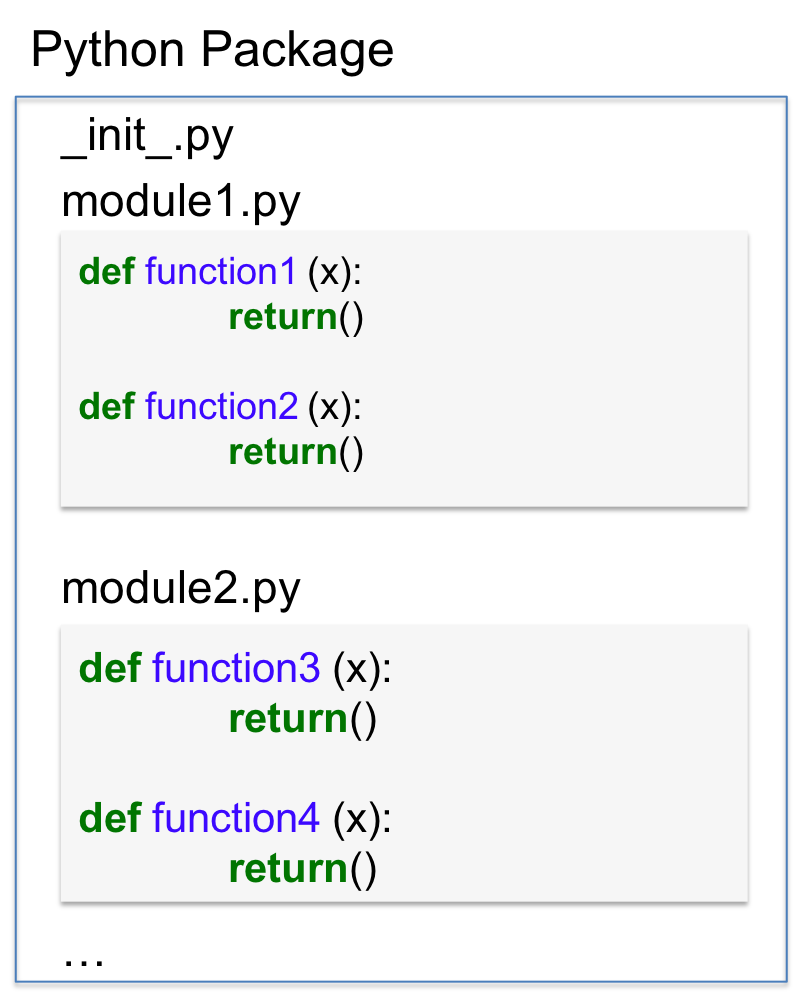 Python Package
_init_.py
module1.py
def function1 (x):
return()
def function2 (x):
return()
module2.py
def function3 (x):
return()
def function4 (x):
return()
...